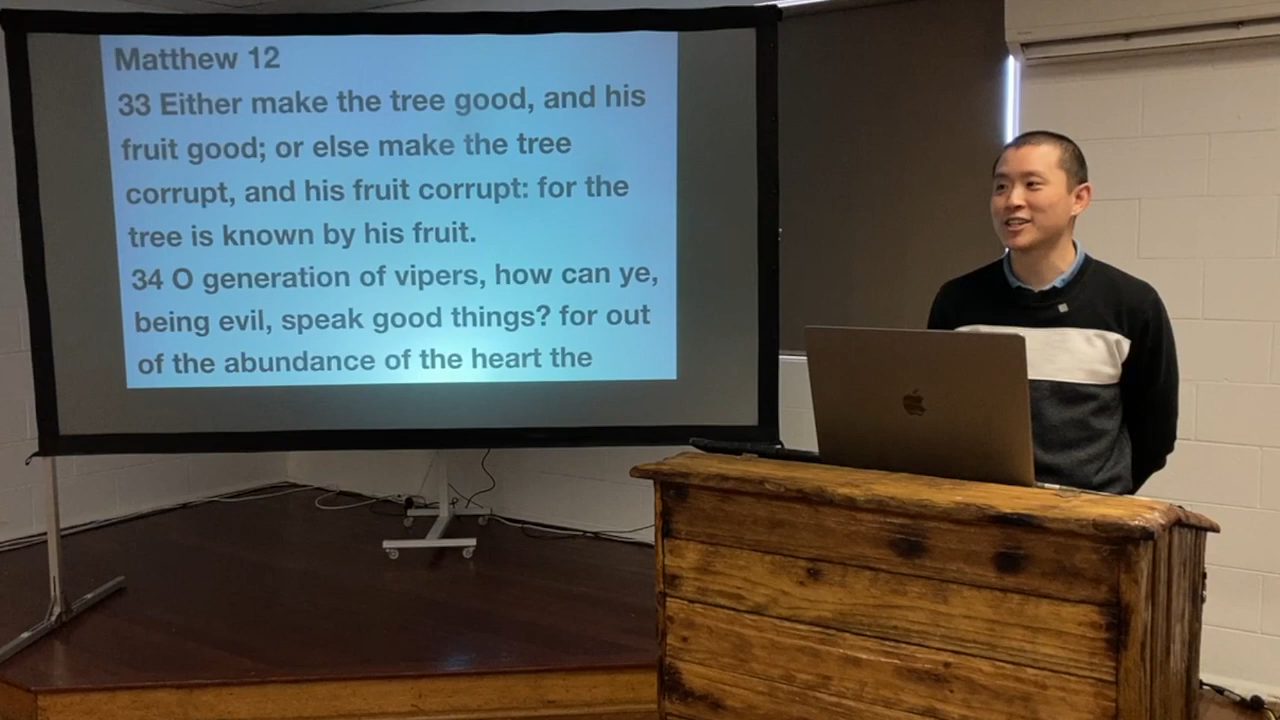 Matthew 12
33 Either make the tree good, and his
fruit good; or else make the tree
corrupt, and his fruit corrupt: for the
tree is known by his fruit.
34 O generation of vipers, how can ye,
being evil, speak good things? for out
of the abundance of the heart the